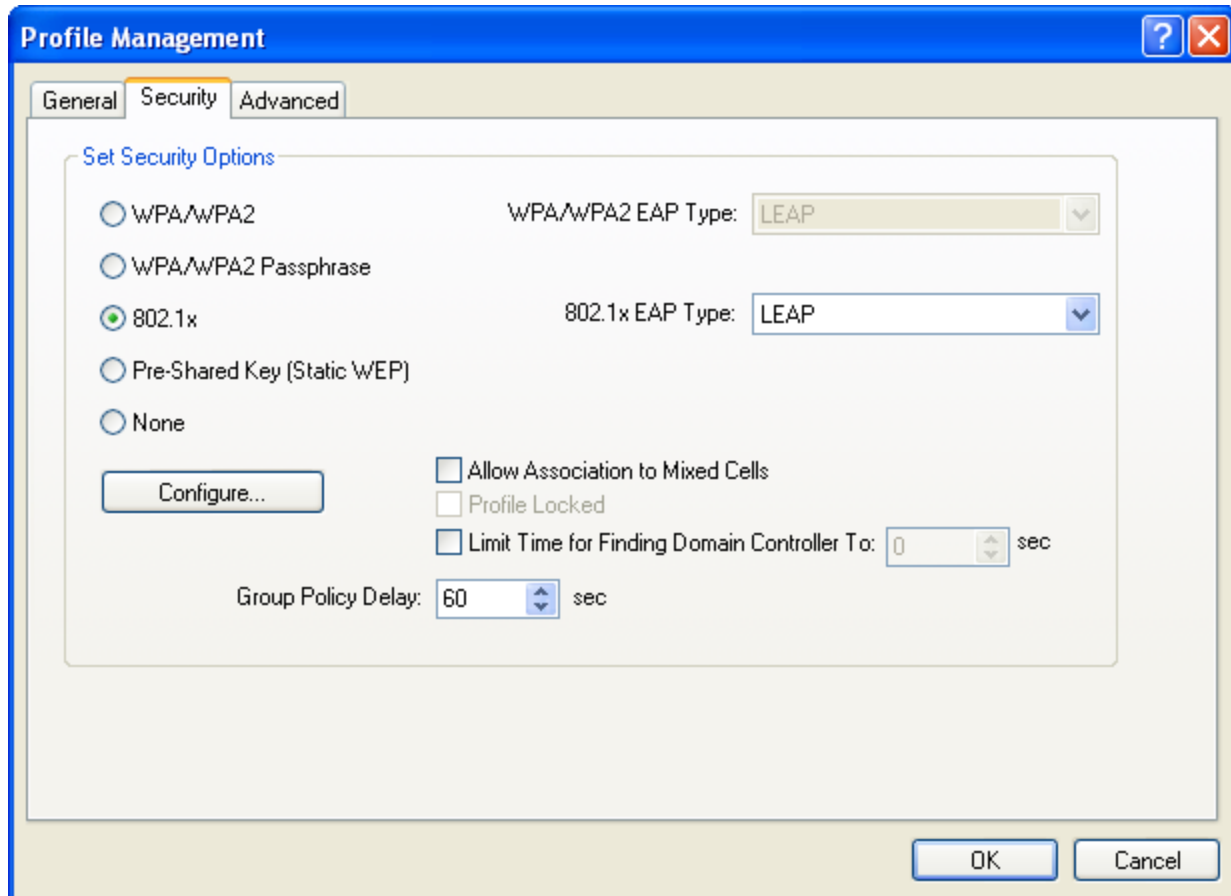 Profile Management
General Security Advanced
Set Security Options
WPA/WPA2 WPA/WPA2 EAP Type: LEAP
WPA/WPA2 Passphrase
802.1x 802.1x EAP Type: LEAP
Pre-Shared Key (Static WEP)
None
Allow Association to Mixed Cells
Configure...
Profile Locked
Limit Time for Finding Domain Controller To: 0 sec
Group Policy Delay: 60 sec
OK Cancel